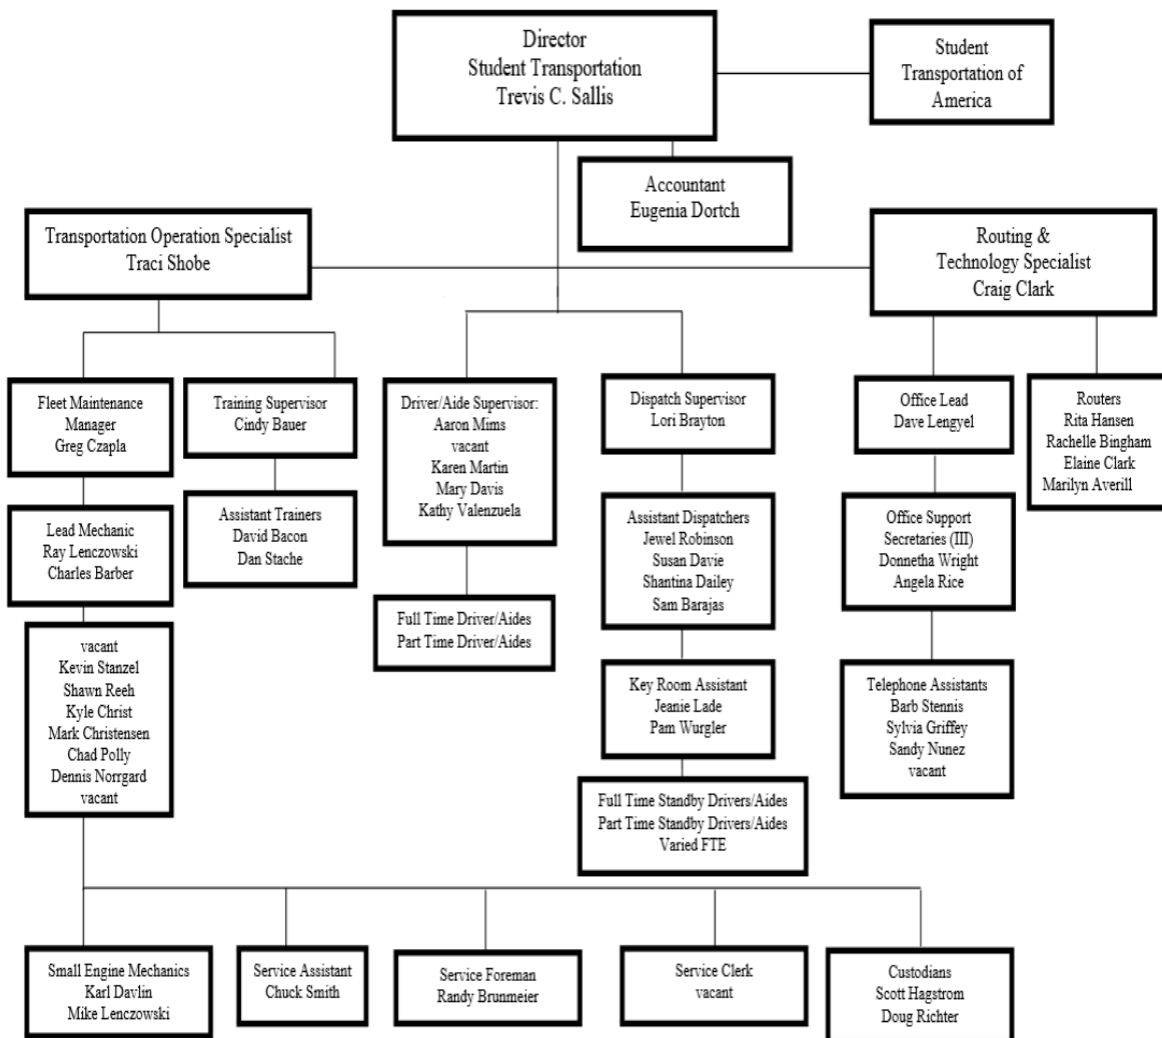 Director
Student Transportation
Trevis C. Sallis
Student
Transportation of
America
Accountant
Eugenia Dortch
Transportation Operation Specialist
Traci Shobe
Routing &
Technology Specialist
Craig Clark
Fleet Maintenance
Manager
Greg Czapla
Training Supervisor
Cindy Bauer
Driver/Aide Supervisor:
Aaron Mims
vacant
Karen Martin
Mary Davis
Kathy Valenzuela
Dispatch Supervisor
Lori Brayton
Office Lead
Dave Lengyel
Routers
Rita Hansen
Rachelle Bingham
Elaine Clark
Marilyn Averill
Lead Mechanic
Ray Lenczowski
Charles Barber
Assistant Trainers
David Bacon
Dan Stache
Assistant Dispatchers
Jewel Robinson
Susan Davie
Shantina Dailey
Sam Barajas
Office Support
Secretaries (III)
Donnetha Wright
Angela Rice
Full Time Driver/Aides
Part Time Driver/Aides
vacant
Kevin Stanzel
Shawn Reeh
Kyle Christ
Mark Christensen
Chad Polly
Dennis Norrgard
vacant
Key Room Assistant
Jeanie Lade
Pam Wurgler
Telephone Assistants
Barb Stennis
Sylvia Griffey
Sandy Nunez
vacant
Full Time Standby Drivers/Aides
Part Time Standby Drivers/Aides
Varied FTE
Small Engine Mechanics
Karl Davlin
Mike Lenczowski
Service Assistant
Chuck Smith
Service Foreman
Randy Brunmeier
Service Clerk
vacant
Custodians
Scott Hagstrom
Doug Richter